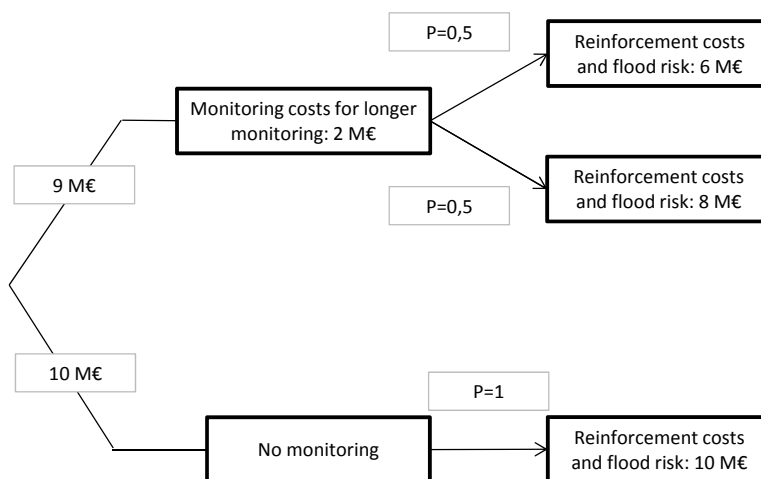 P=0,5
Reinforcement costs
and flood risk: 6 M€
Monitoring costs for longer
monitoring: 2 M€
9 M€
P=0,5
Reinforcement costs
and flood risk: 8 M€
10 M€
P=1
No monitoring
Reinforcement costs
and flood risk: 10 M€